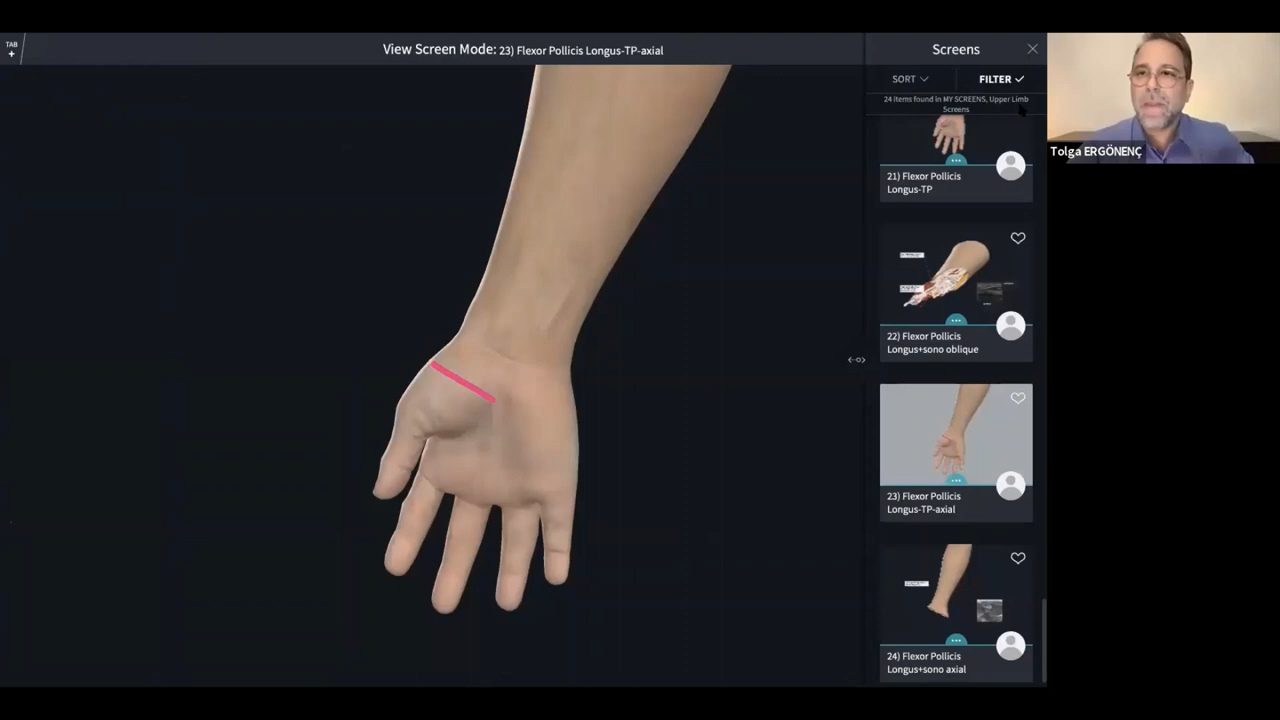 TAB
+
View Screen Mode: 23) Flexor Pollicis Longus-TP-axial
Screens
SORT
FILTER
24 items found in MY SCREENS, Upper Limb
Screens
21) Flexor Pollicis
Longus-TP
22) Flexor Pollicis
Longus+sono oblique
23) Flexor Pollicis
Longus-TP-axial
24) Flexor Pollicis
Longus+sono axial
Tolga ERGÖNENÇ